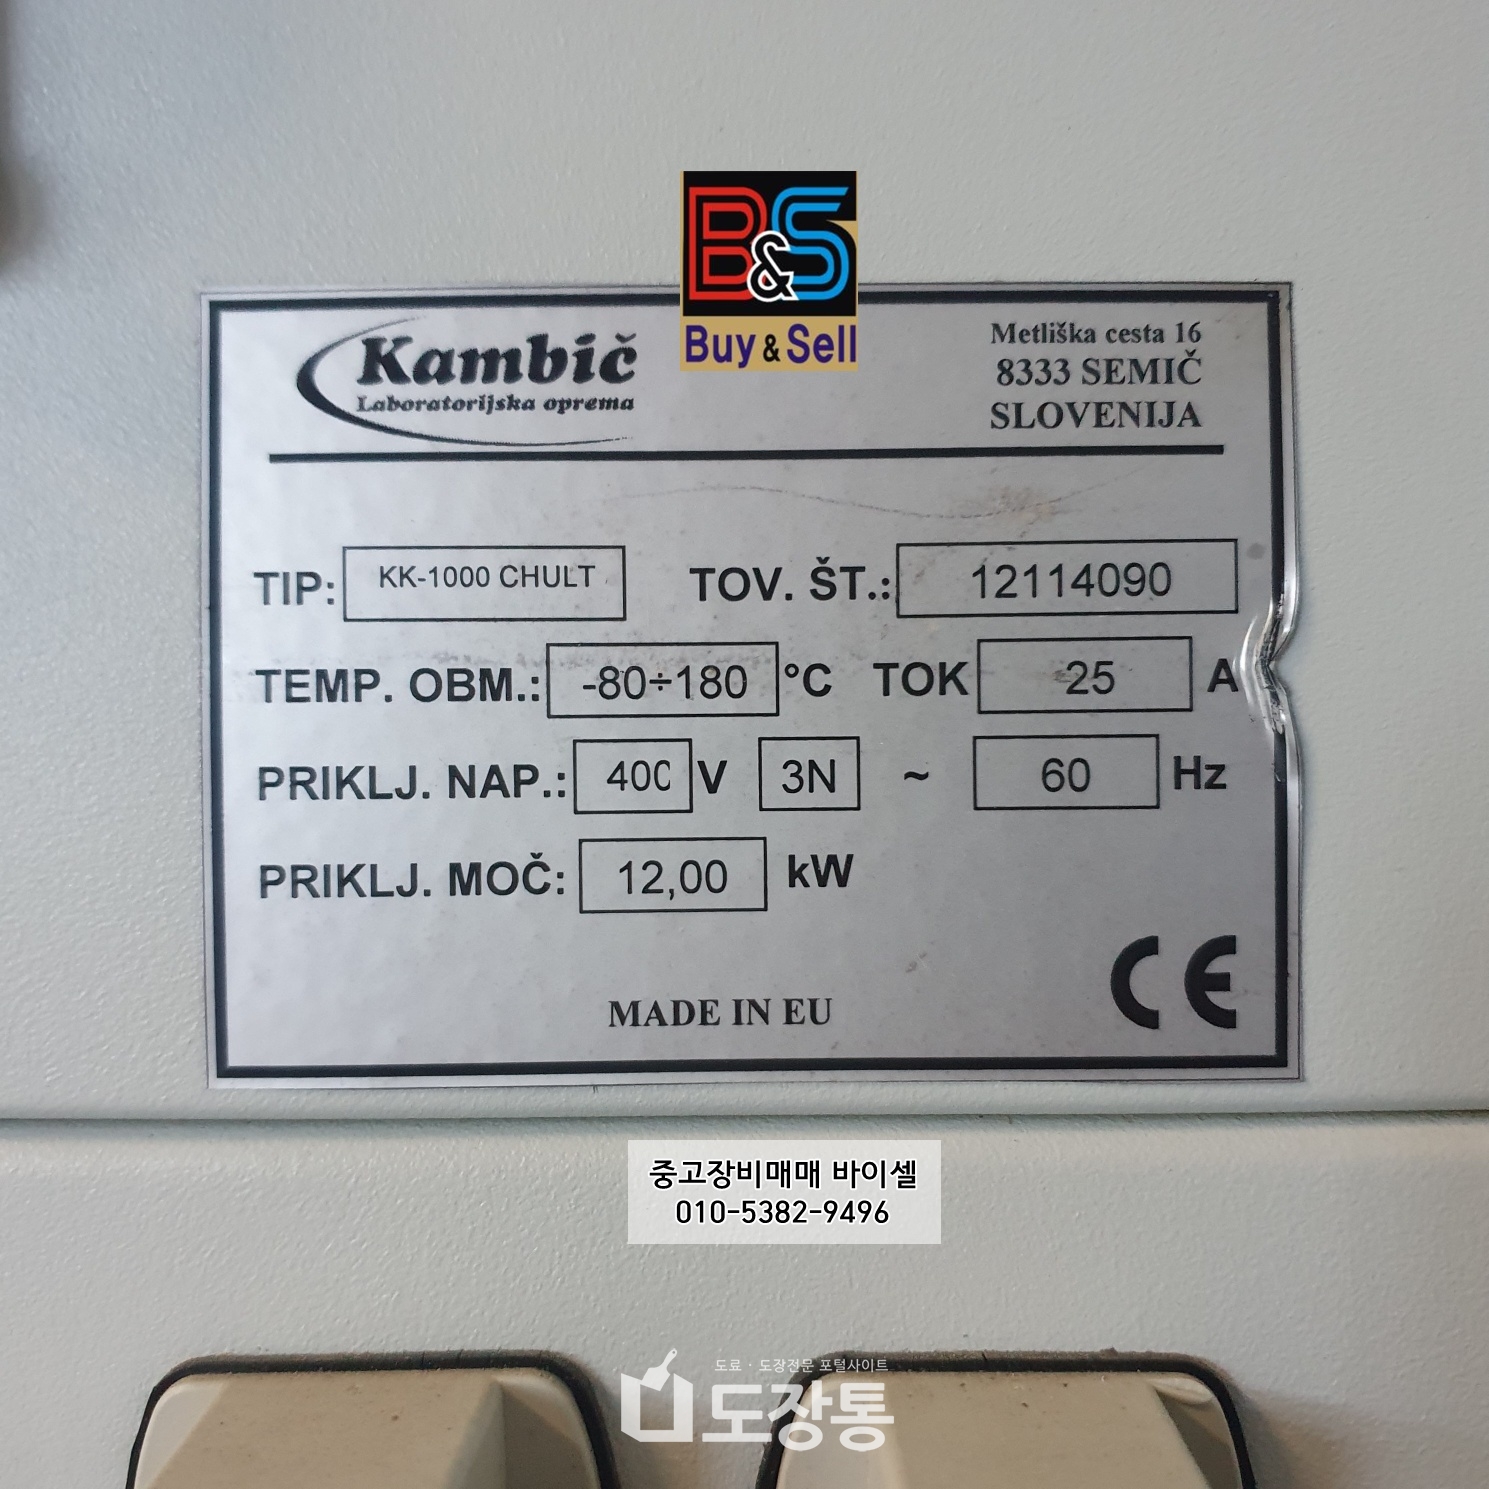 B&S
Buy & Sell
Kambič
Laboratorijska oprema
Metliška cesta 16
8333 SEMIČ
SLOVENIJA
TIP: KK-1000 CHULT TOV. ŠT.: 12114090
TEMP. OBM.: -80÷180 °C TOK 25 A
PRIKLJ. NAP.: 400 V 3N ~ 60 Hz
PRIKLJ. MOČ: 12,00 kW
CE
MADE IN EU
중고장비매매 바이셀
010-5382-9496
도료 · 도장전문 포털사이트
도장통